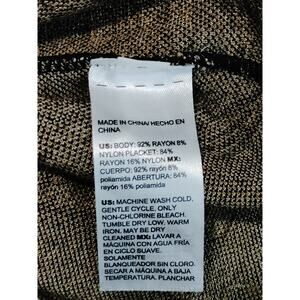 MADE IN CHINA/ HECHO EN
CHINA
US: BODY: 92% RAYON 8%
NYLON PLACKET: 84%
RAYON 16% NYLON MX:
CUERPO: 92% rayón 8%
poliamida ABERTURA: 84%
rayón 16% poliamida
US: MACHINE WASH COLD,
GENTLE CYCLE, ONLY
NON-CHLORINE BLEACH,
TUMBLE DRY LOW, WARM
IRON, MAY BE DRY
CLEANED MX: LAVAR A
MÁQUINA CON AGUA FRÍA
EN CICLO SUAVE,
SOLAMENTE
BLANQUEADOR SIN CLORO,
SECAR A MÁQUINA A BAJA
TEMPERATURA, PLANCHAR